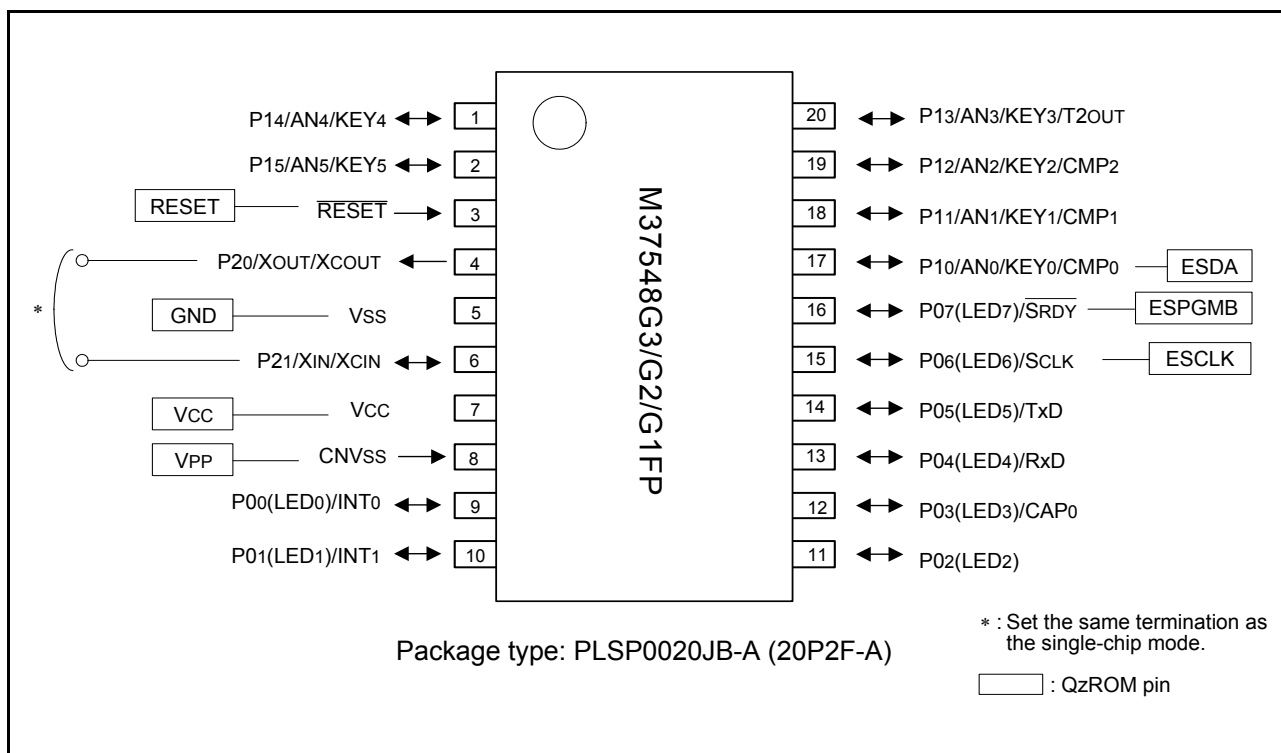 P14/AN4/KEY4 1
P15/AN5/KEY5 2
RESET RESET 3
P20/XOUT/XCOUT 4
*
GND VSS 5
P21/XIN/XCIN 6
VCC VCC 7
VPP CNVSS 8
P00(LED0)/INT0 9
P01(LED1)/INT1 10
M37548G3/G2/G1FP
20 P13/AN3/KEY3/T2OUT
19 P12/AN2/KEY2/CMP2
18 P11/AN1/KEY1/CMP1
17 P10/AN0/KEY0/CMP0 ESDA
16 P07(LED7)/SRDY ESPGMB
15 P06(LED6)/SCLK ESCLK
14 P05(LED5)/TxD
13 P04(LED4)/RxD
12 P03(LED3)/CAP0
11 P02(LED2)
Package type: PLSP0020JB-A (20P2F-A)
* : Set the same termination as
the single-chip mode.
: QzROM pin